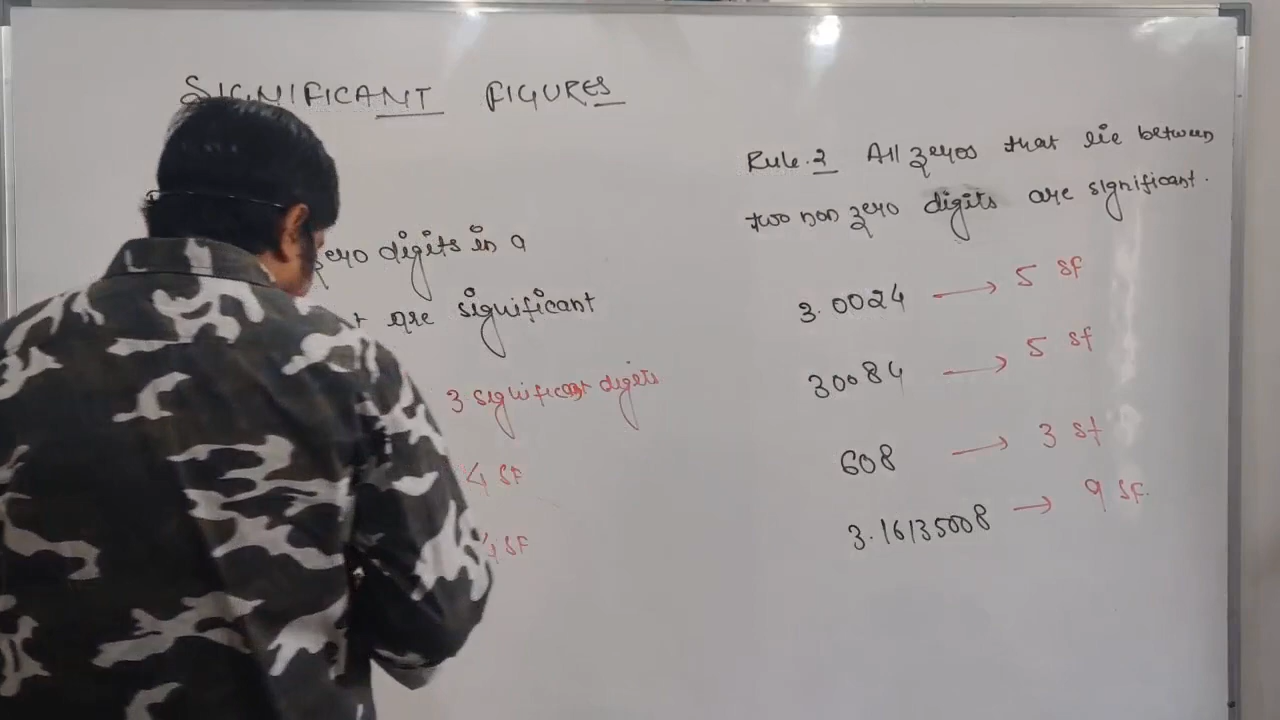 SIGNIFICANT FIGURES
zero digits in a
are significant
3 significant digits
4 SF
4 SF
Rule.2 All zeros that lie between
two non zero digits are significant.
3.0024 → 5 sf
30084 → 5 sf
608 → 3 sf
3.16135008 → 9 SF.